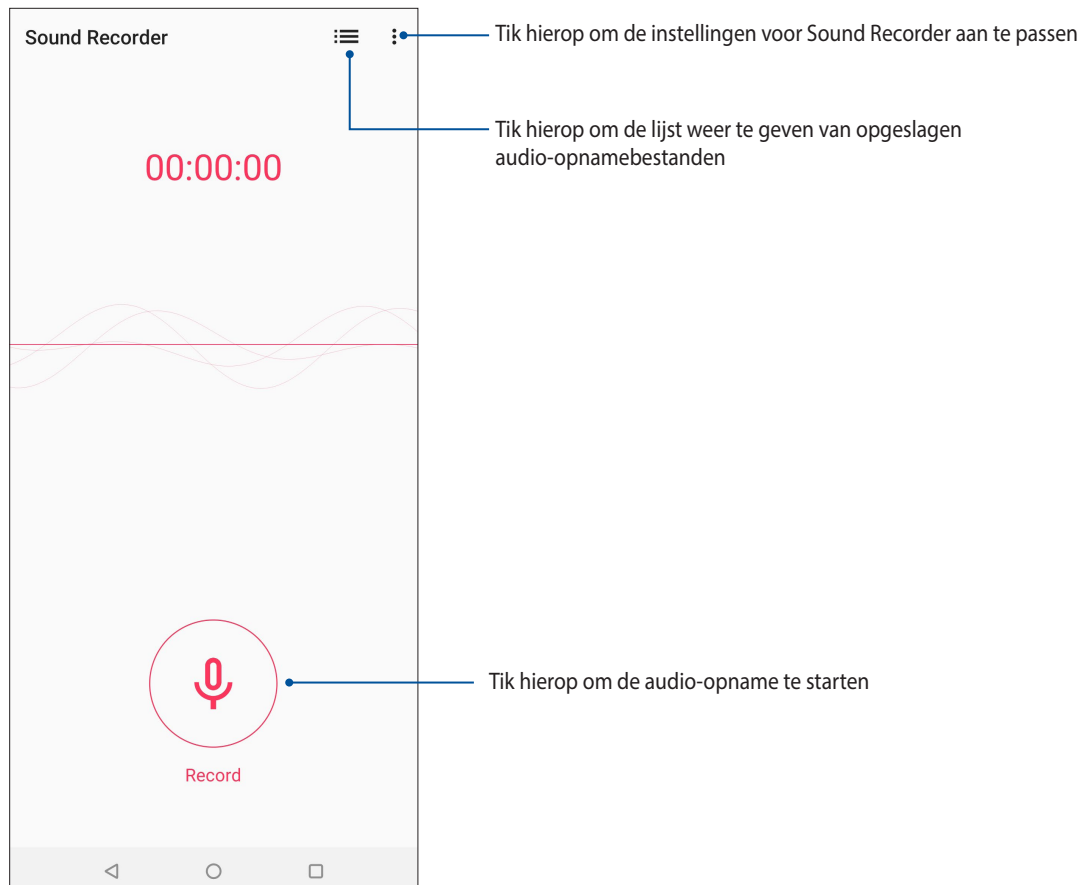 Sound Recorder
Tik hierop om de instellingen voor Sound Recorder aan te passen
Tik hierop om de lijst weer te geven van opgeslagen
audio-opnamebestanden
00:00:00
Tik hierop om de audio-opname te starten
Record